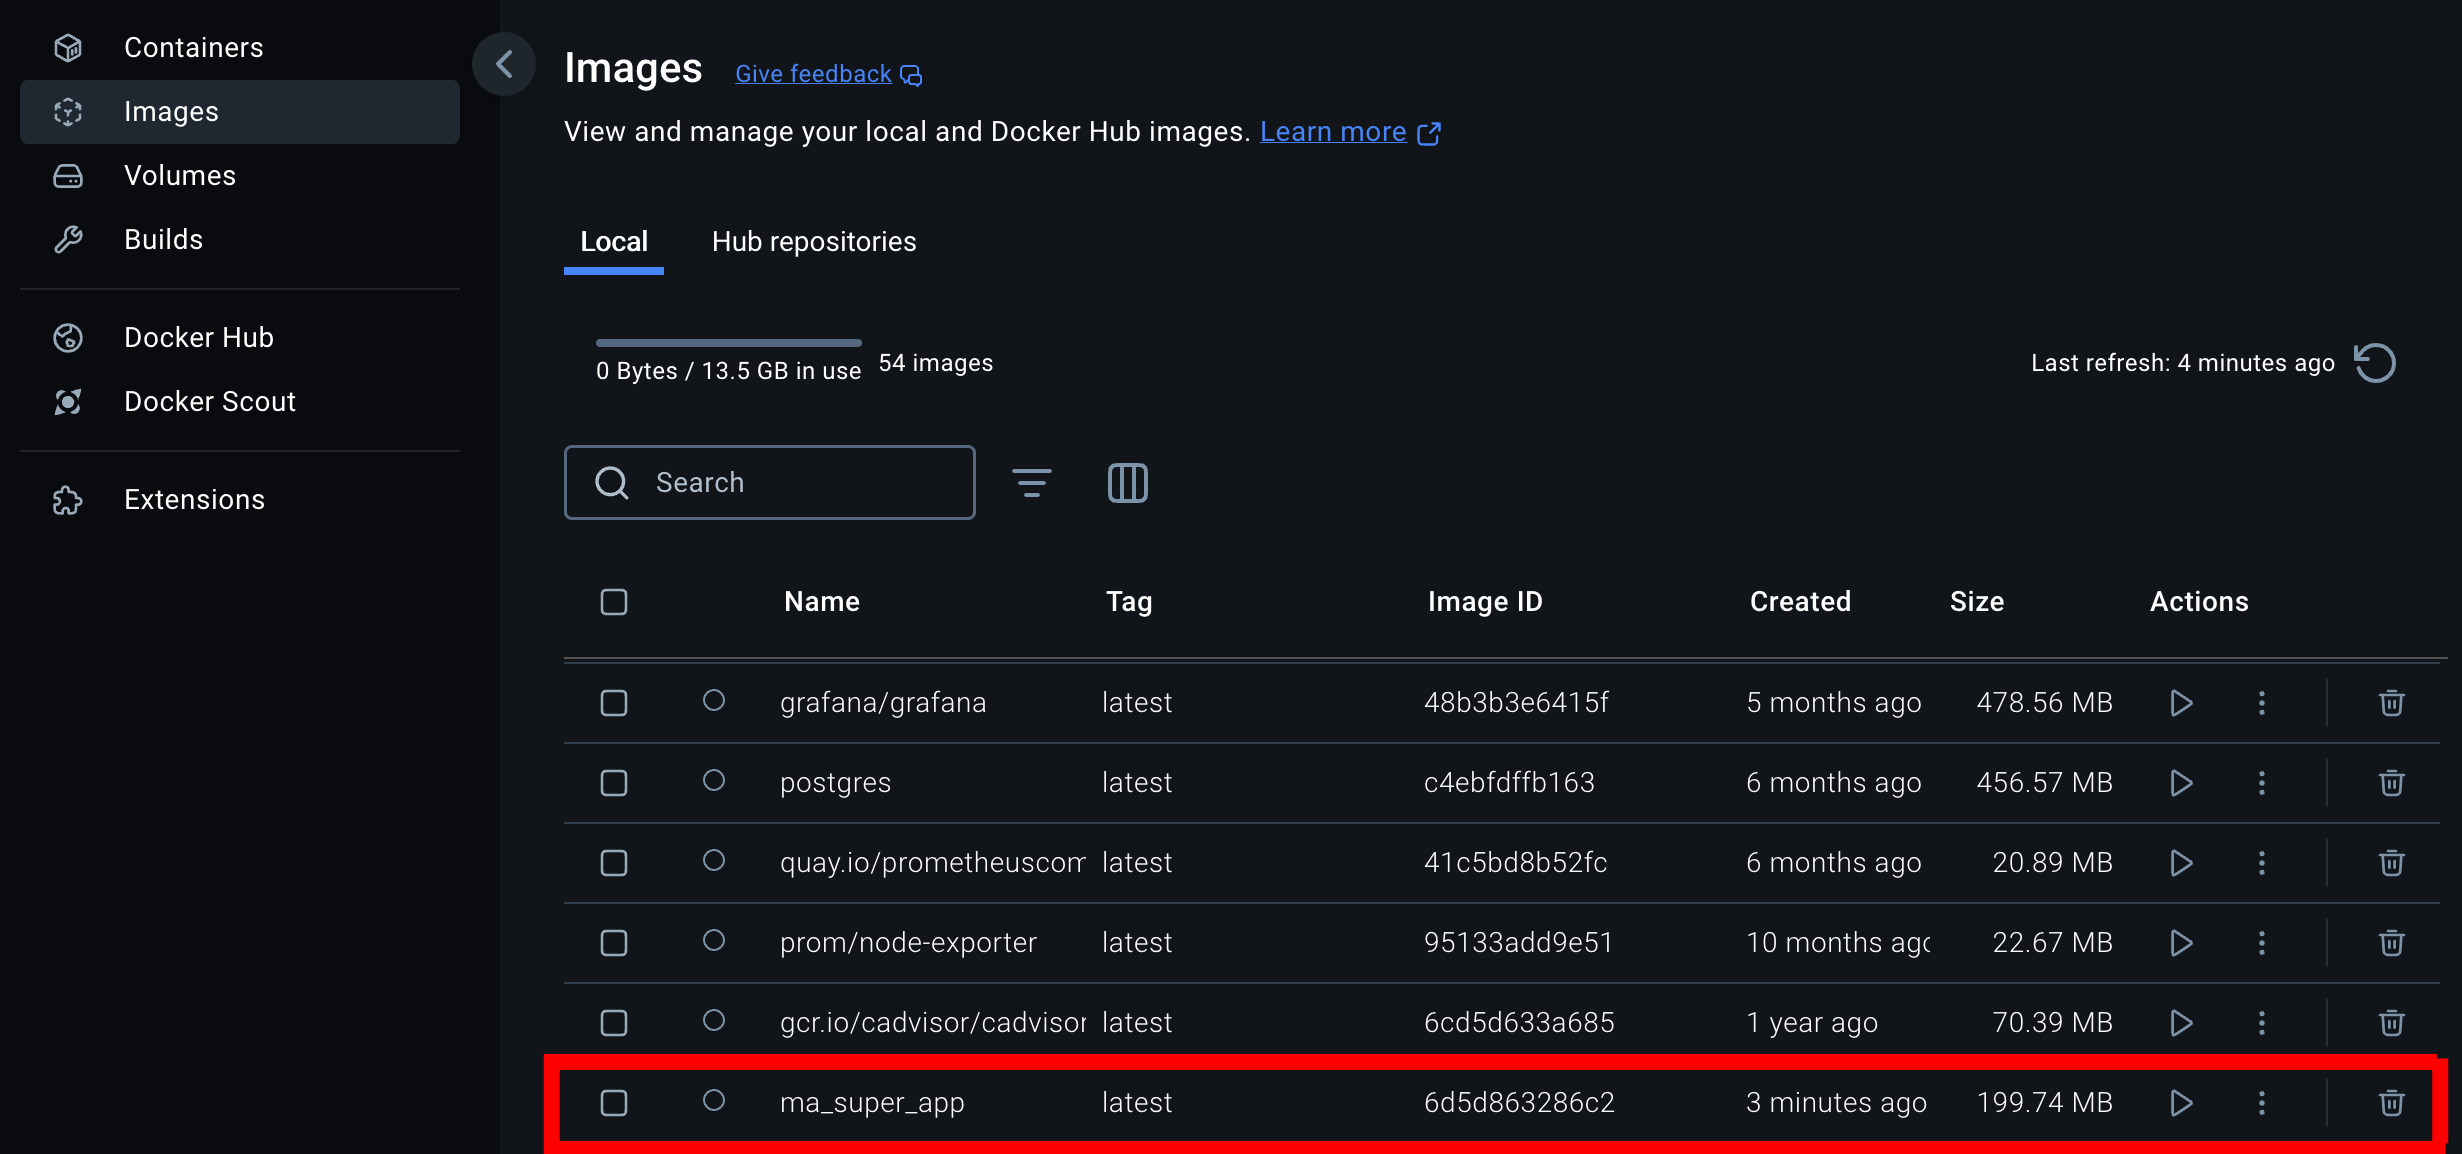 Containers
Images
Volumes
Builds
Docker Hub
Docker Scout
Extensions
Images Give feedback
View and manage your local and Docker Hub images. Learn more
Local Hub repositories
0 Bytes / 13.5 GB in use 54 images Last refresh: 4 minutes ago
Search
Name Tag Image ID Created Size Actions
grafana/grafana latest 48b3b3e6415f 5 months ago 478.56 MB
postgres latest c4ebfdffb163 6 months ago 456.57 MB
quay.io/prometheuscom latest 41c5bd8b52fc 6 months ago 20.89 MB
prom/node-exporter latest 95133add9e51 10 months ago 22.67 MB
gcr.io/cadvisor/cadvisor latest 6cd5d633a685 1 year ago 70.39 MB
ma_super_app latest 6d5d863286c2 3 minutes ago 199.74 MB